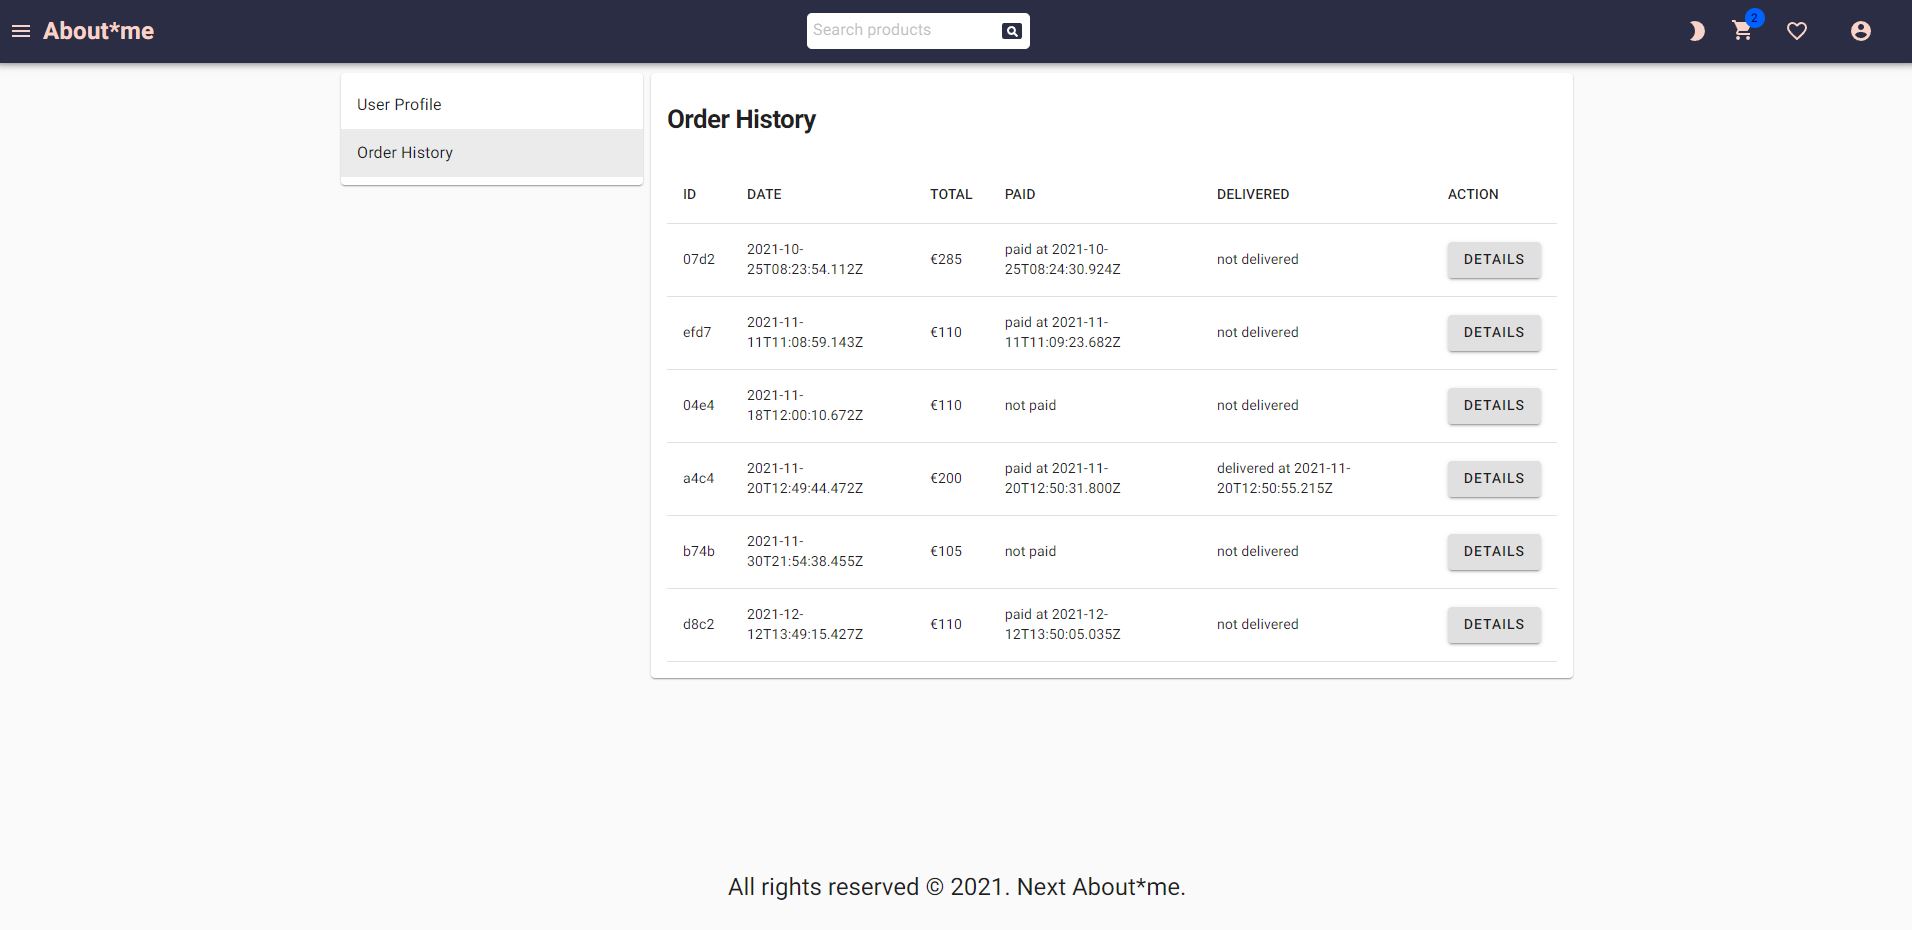 About*me
Search products
2
User Profile
Order History
Order History
ID DATE TOTAL PAID DELIVERED ACTION
07d2 2021-10- €285 paid at 2021-10- not delivered DETAILS
25T08:23:54.112Z 25T08:24:30.924Z
efd7 2021-11- €110 paid at 2021-11- not delivered DETAILS
11T11:08:59.143Z 11T11:09:23.682Z
04e4 2021-11- €110 not paid not delivered DETAILS
18T12:00:10.672Z
a4c4 2021-11- €200 paid at 2021-11- delivered at 2021-11- DETAILS
20T12:49:44.472Z 20T12:50:31.800Z 20T12:50:55.215Z
b74b 2021-11- €105 not paid not delivered DETAILS
30T21:54:38.455Z
d8c2 2021-12- €110 paid at 2021-12- not delivered DETAILS
12T13:49:15.427Z 12T13:50:05.035Z
All rights reserved © 2021. Next About*me.